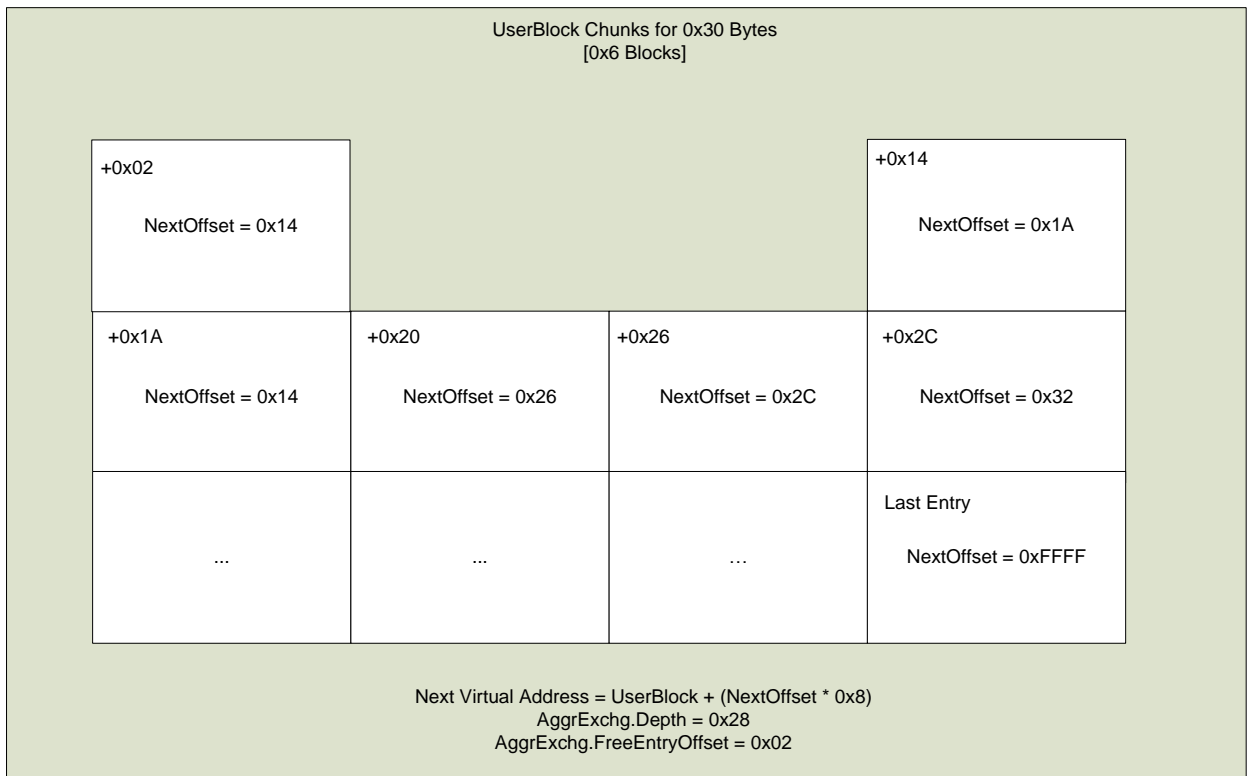 UserBlock Chunks for 0x30 Bytes
[0x6 Blocks]
+0x02
NextOffset = 0x14
+0x14
NextOffset = 0x1A
+0x1A
NextOffset = 0x14
+0x20
NextOffset = 0x26
+0x26
NextOffset = 0x2C
+0x2C
NextOffset = 0x32
...
...
…
Last Entry
NextOffset = 0xFFFF
Next Virtual Address = UserBlock + (NextOffset * 0x8)
AggrExchg.Depth = 0x28
AggrExchg.FreeEntryOffset = 0x02